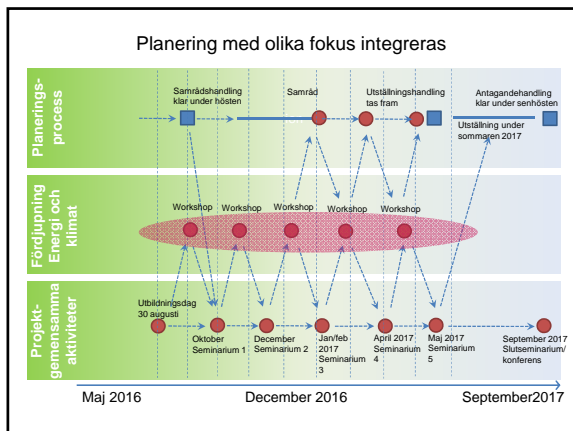 Planering med olika fokus integreras
Planerings-
process
Samrådshandling
klar under hösten
Samråd
Utställningshandling
tas fram
Antagandehandling
klar under senhösten
Utställning under
sommaren 2017
Fördjupning
Energi och
klimat
Workshop
Workshop
Workshop
Workshop
Workshop
Projekt-
gemensamma
aktiviteter
Utbildningsdag
30 augusti
Oktober
Seminarium 1
December
Seminarium 2
Jan/feb
2017
Seminarium
3
April 2017
Seminarium
4
Maj 2017
Seminarium
5
September 2017
Slutseminarium/
konferens
Maj 2016
December 2016
September2017